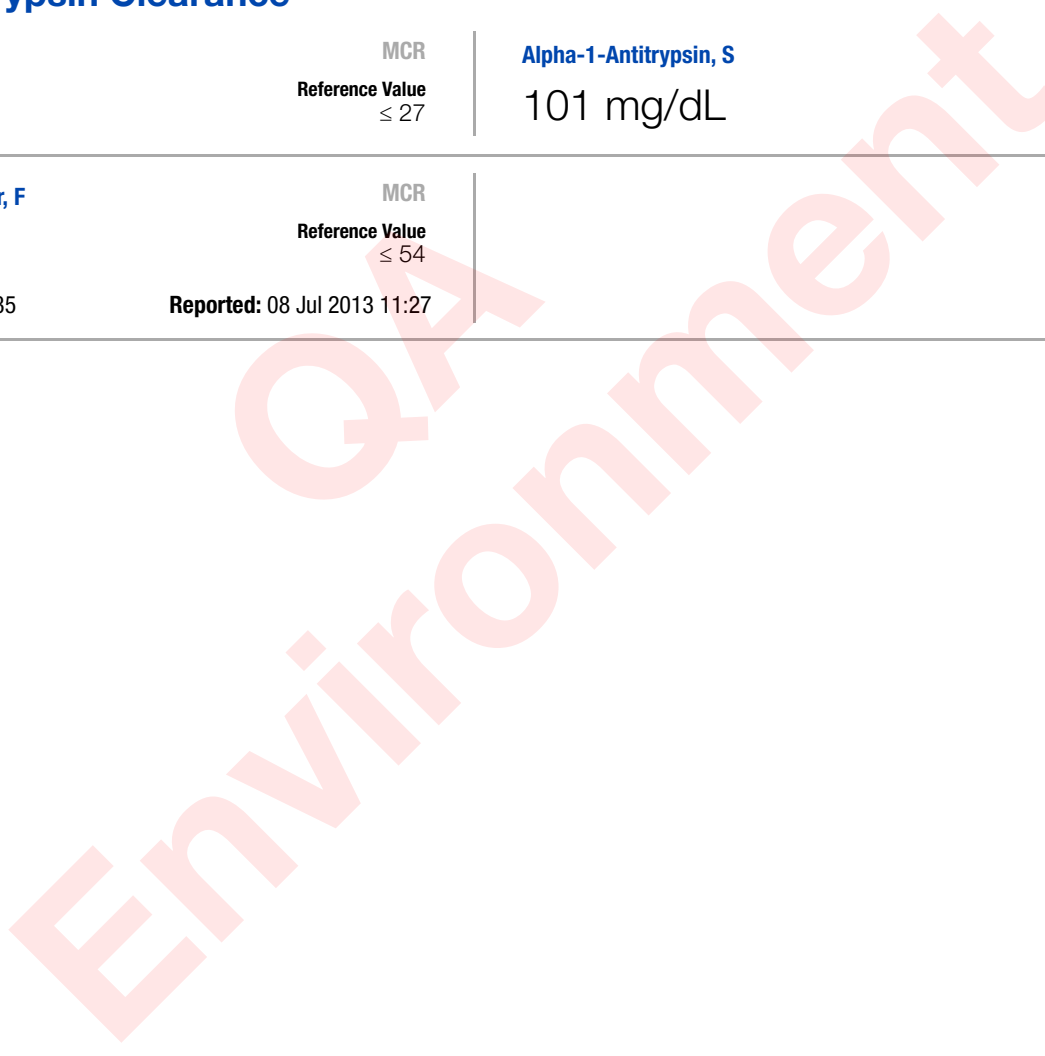 ypsin Clearance
MCR
Reference Value
≤ 27
Alpha-1-Antitrypsin, S
101 mg/dL
r, F
MCR
Reference Value
≤ 54
35
Reported: 08 Jul 2013 11:27
QA
Environment